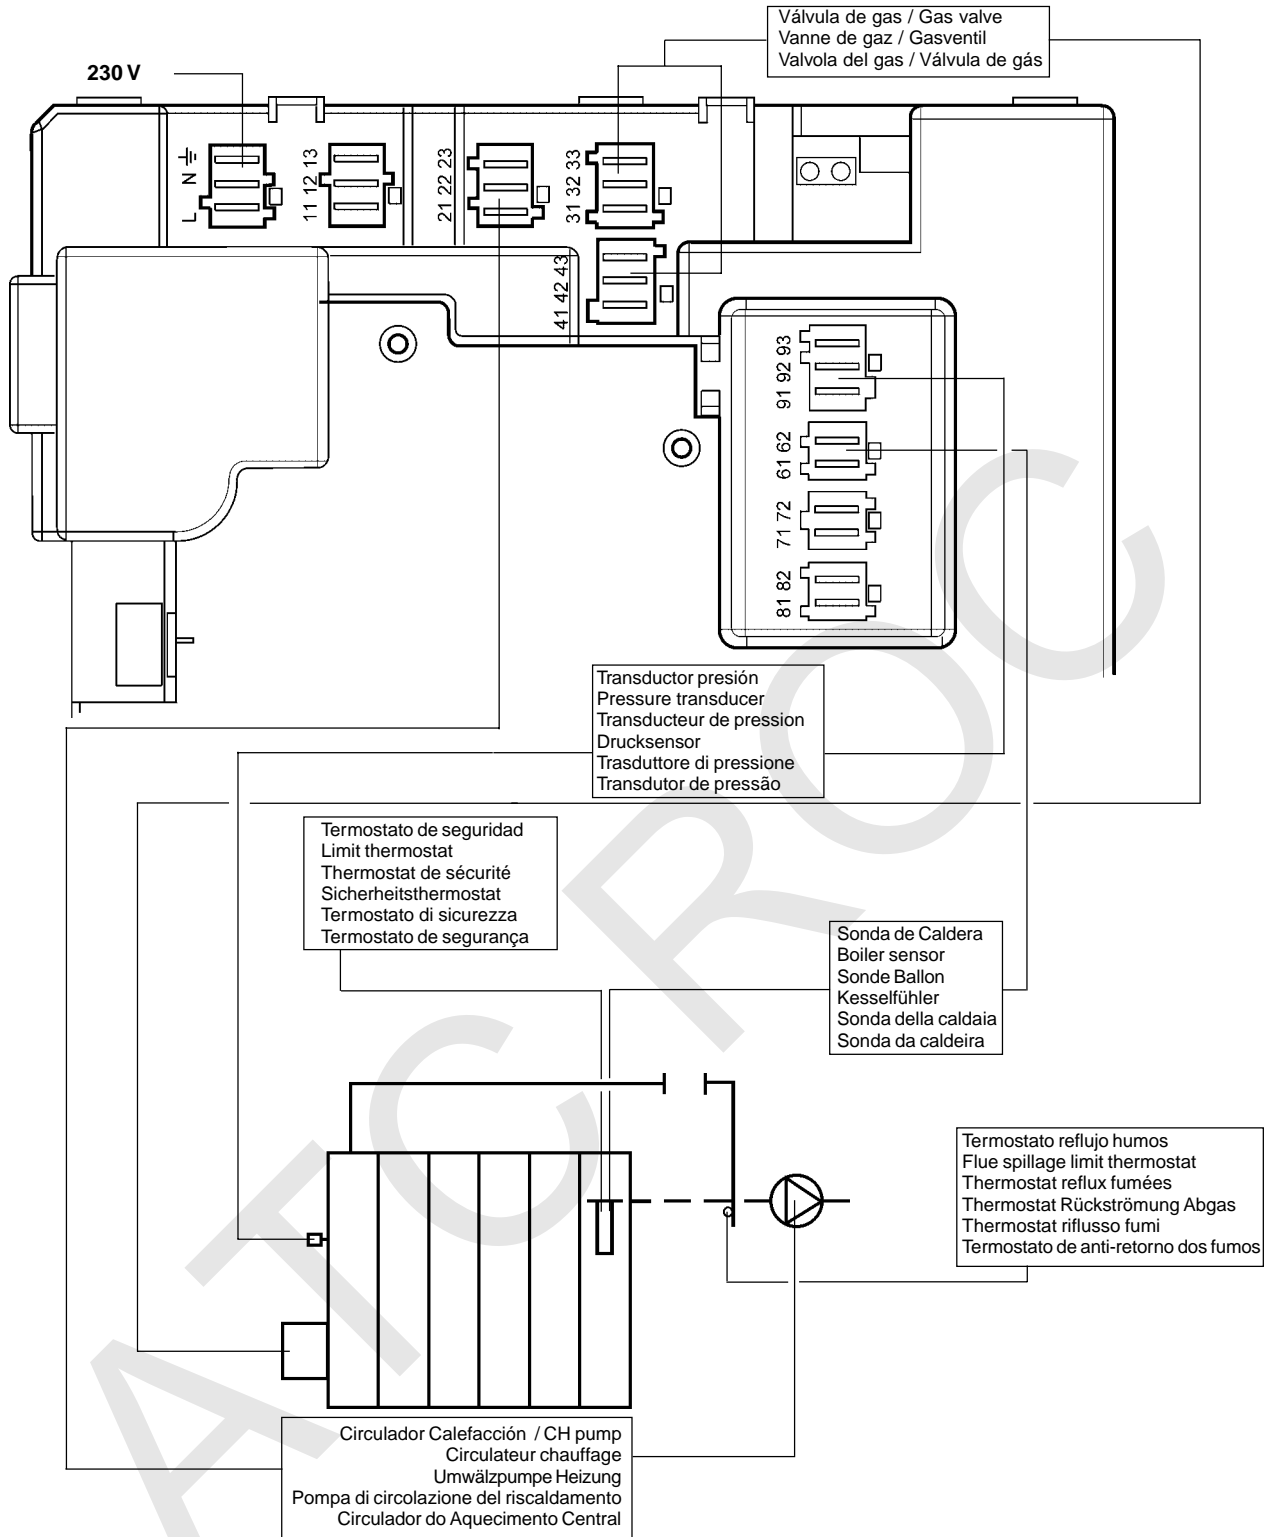 Válvula de gas / Gas valve
Vanne de gaz / Gasventil
Valvola del gas / Válvula de gás
230 V
L N
11 12 13
21 22 23
31 32 33
41 42 43
91 92 93
61 62
71 72
81 82
Transductor presión
Pressure transducer
Transducteur de pression
Drucksensor
Trasduttore di pressione
Transdutor de pressão
Termostato de seguridad
Limit thermostat
Thermostat de sécurité
Sicherheitsthermostat
Termostato di sicurezza
Termostato de segurança
Sonda de Caldera
Boiler sensor
Sonde Ballon
Kesselfühler
Sonda della caldaia
Sonda da caldeira
Termostato reflujo humos
Flue spillage limit thermostat
Thermostat reflux fumées
Thermostat Rückströmung Abgas
Thermostat riflusso fumi
Termostato de anti-retorno dos fumos
Circulador Calefacción / CH pump
Circulateur chauffage
Umwälzpumpe Heizung
Pompa di circolazione del riscaldamento
Circulador do Aquecimento Central
ATC ROC